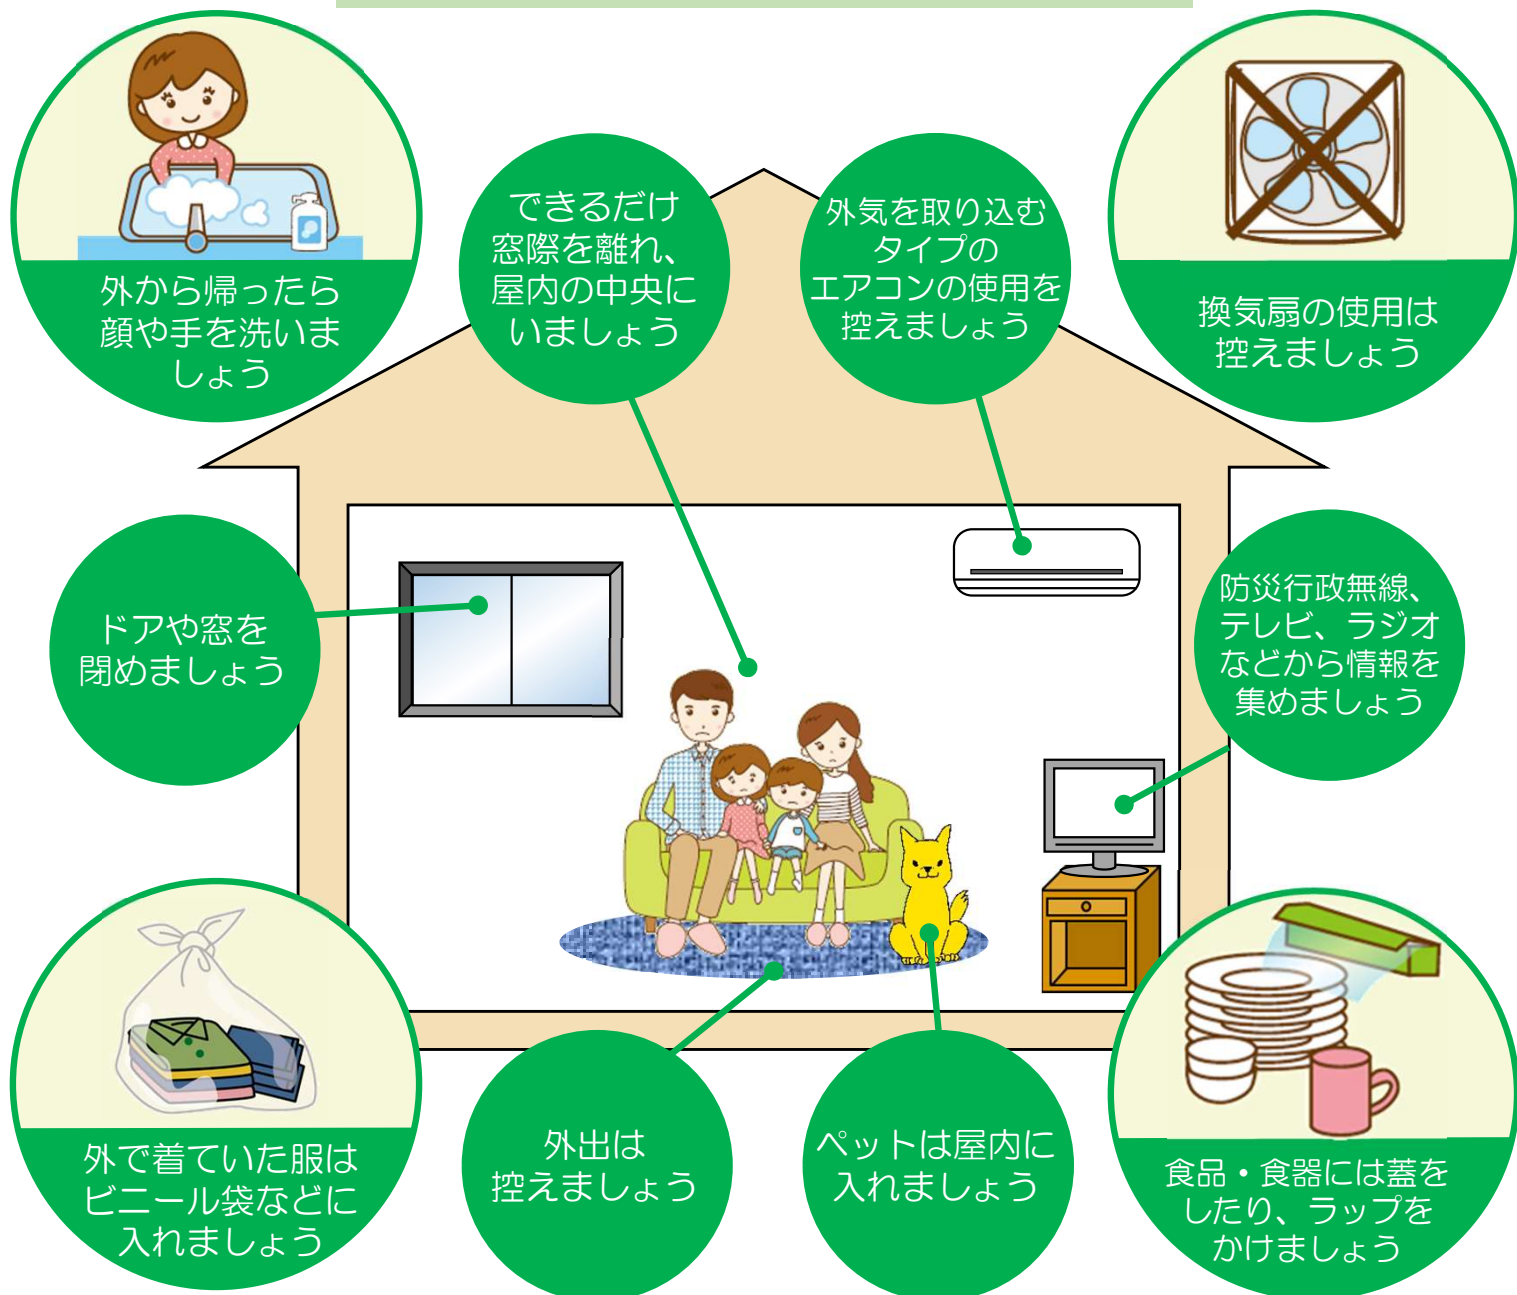 外から帰ったら
顔や手を洗いま
しょう
できるだけ
窓際を離れ、
屋内の中央に
いましょう
外気を取り込む
タイプの
エアコンの使用を
控えましょう
換気扇の使用は
控えましょう
ドアや窓を
閉めましょう
防災行政無線、
テレビ、ラジオ
などから情報を
集めましょう
外で着ていた服は
ビニール袋などに
入れましょう
外出は
控えましょう
ペットは屋内に
入れましょう
食品・食器には蓋を
したり、ラップを
かけましょう